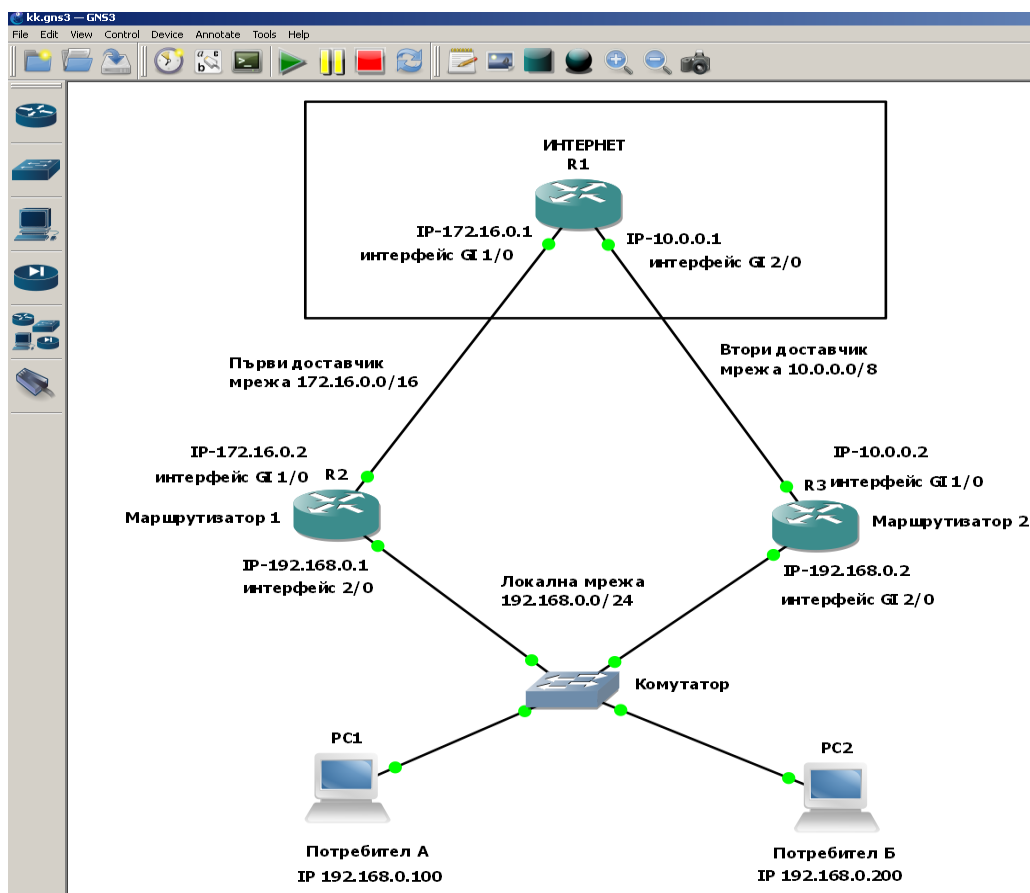 kk.gns3 — GNS3
File Edit View Control Device Annotate Tools Help
ИНТЕРНЕТ
R1
IP-172.16.0.1
интерфейс GI 1/0
IP-10.0.0.1
интерфейс GI 2/0
Първи доставчик
мрежа 172.16.0.0/16
Втори доставчик
мрежа 10.0.0.0/8
IP-172.16.0.2
интерфейс GI 1/0
R2
Маршрутизатор 1
IP-10.0.0.2
интерфейс GI 1/0
R3
Маршрутизатор 2
IP-192.168.0.1
интерфейс 2/0
Локална мрежа
192.168.0.0/24
IP-192.168.0.2
интерфейс GI 2/0
Комутатор
PC1
PC2
Потребител А
IP 192.168.0.100
Потребител Б
IP 192.168.0.200